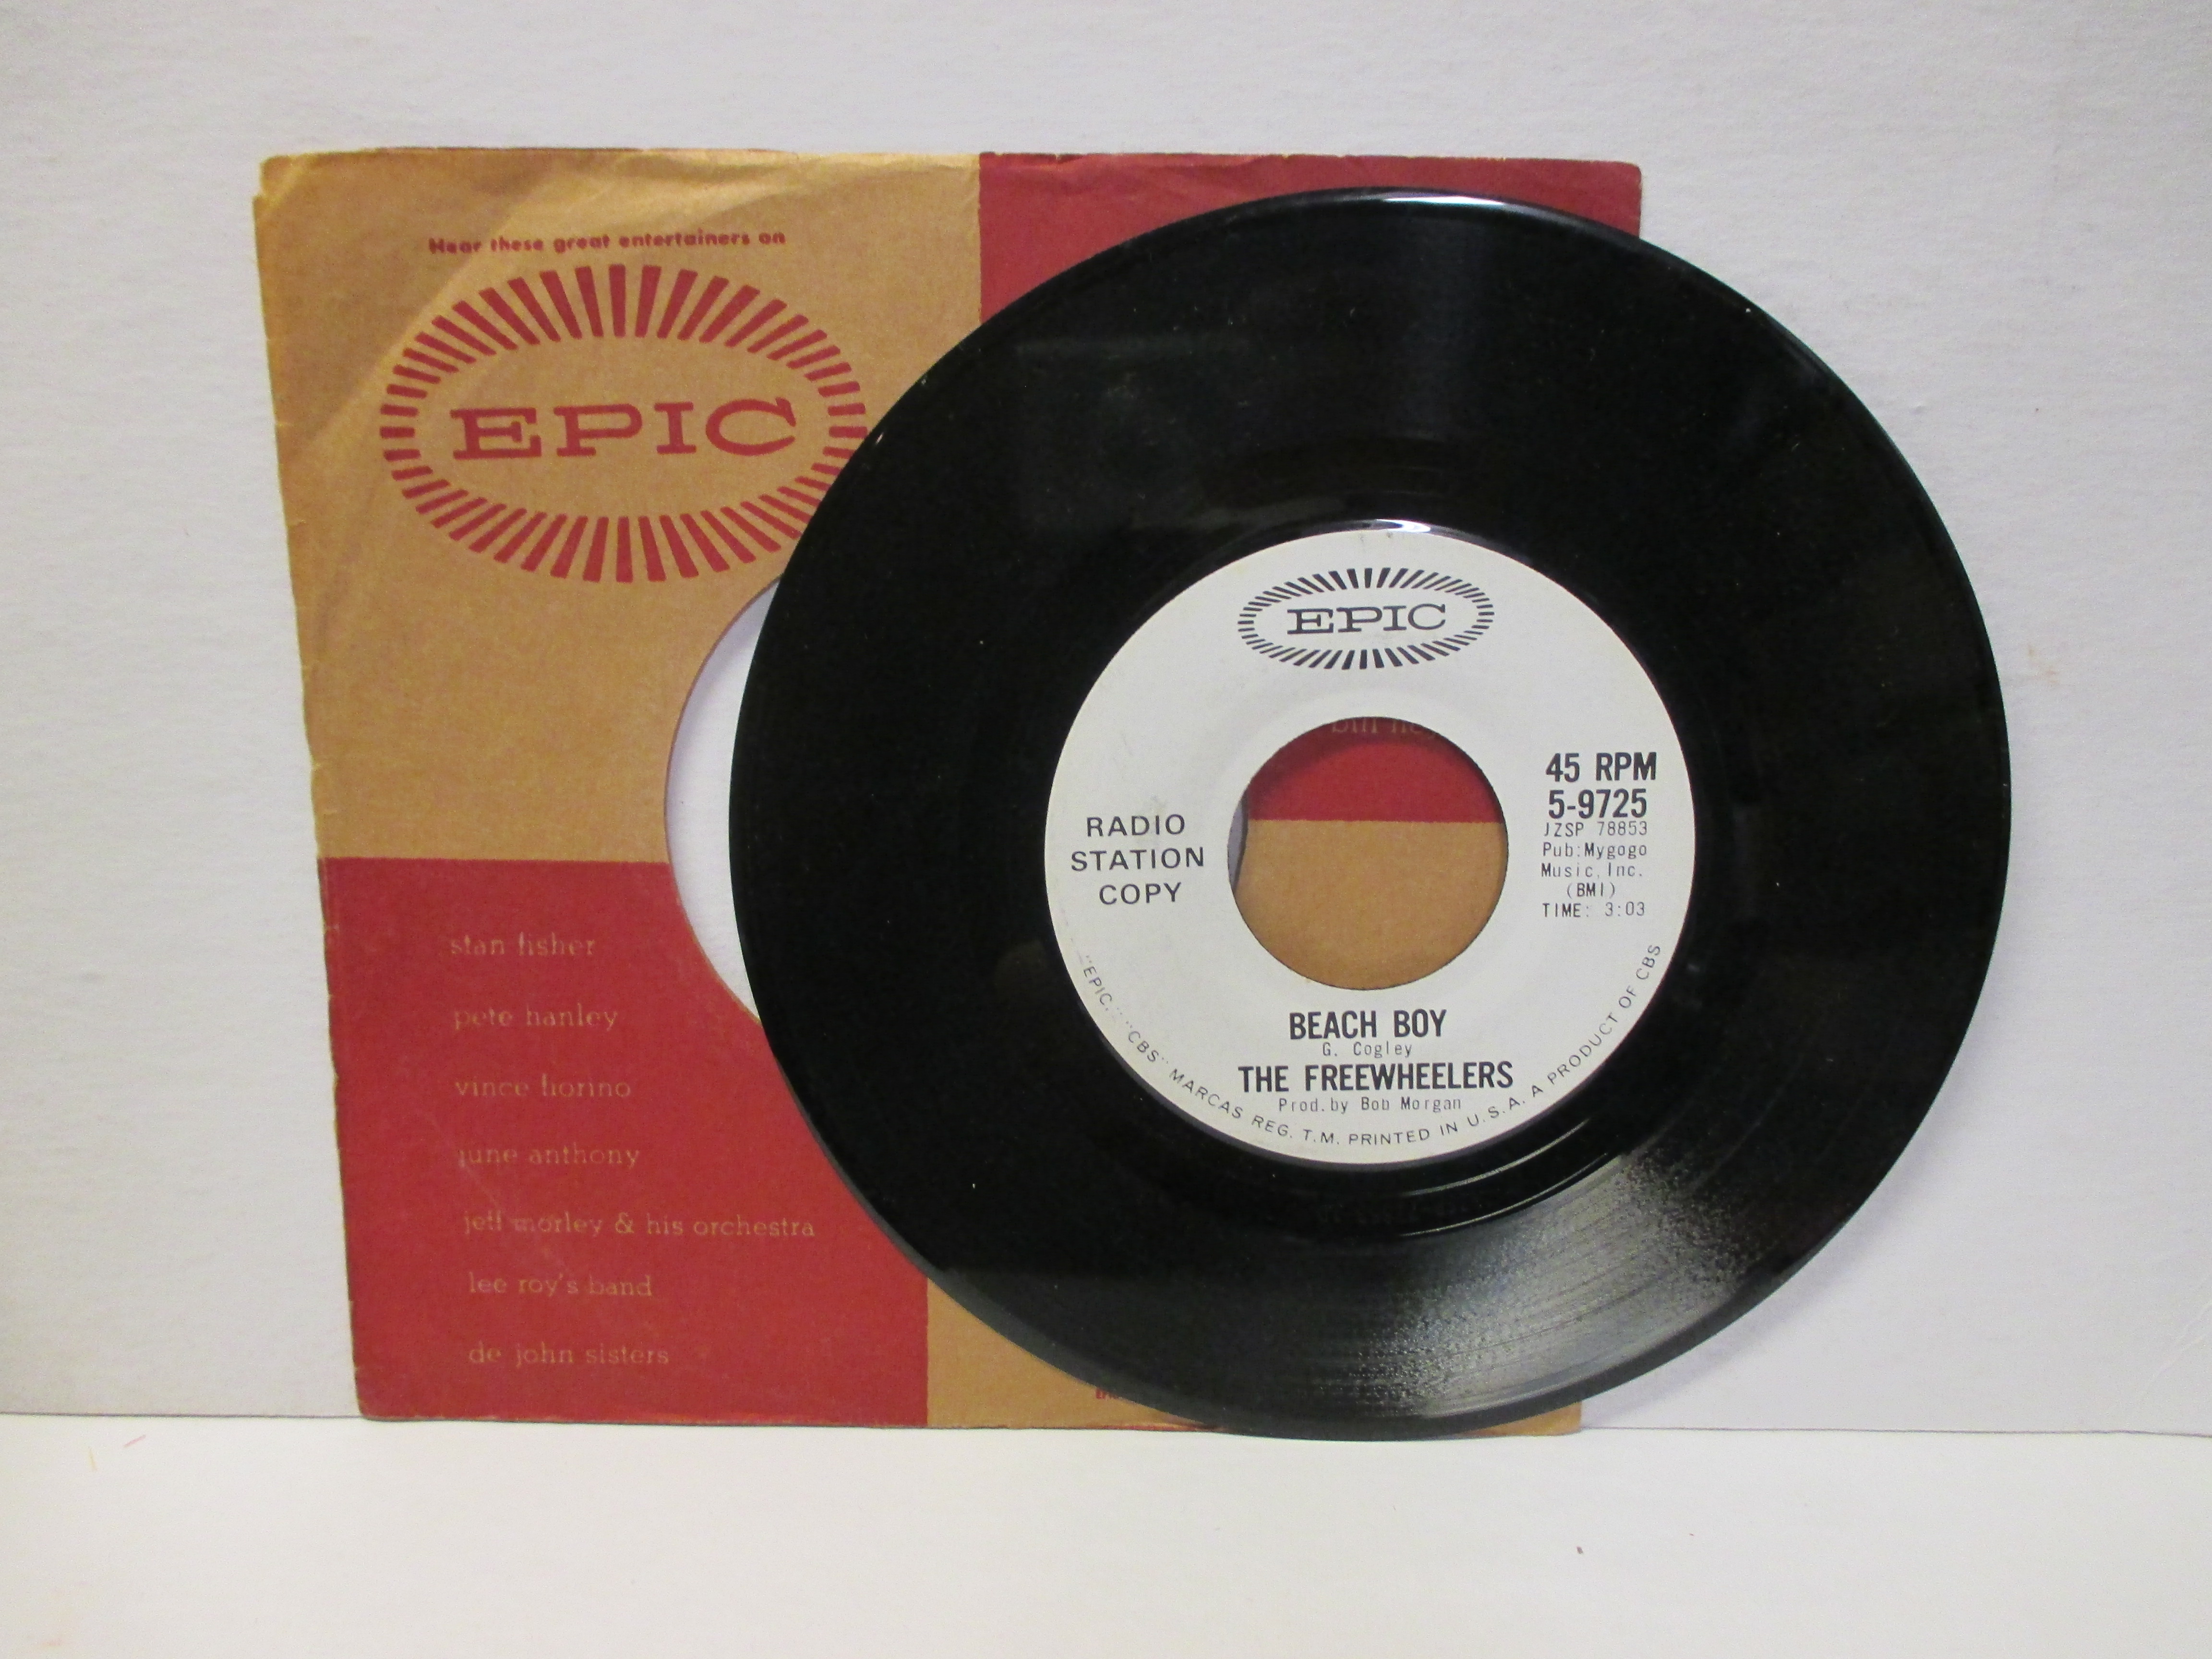 Hear these great entertainers on
EPIC
stan fisher
pete hanley
vince fiorino
june anthony
jeff morley & his orchestra
lee roy's band
de john sisters
EPIC
RADIO
STATION
COPY
45 RPM
5-9725
JZSP 78853
Pub:Mygogo
Music, Inc.
(BMI)
TIME: 3:03
BEACH BOY
G. Cogley
THE FREEWHEELERS
Prod. by Bob Morgan
"EPIC," "CBS" MARCAS REG. T.M. PRINTED IN U.S.A. A PRODUCT OF CBS
bill